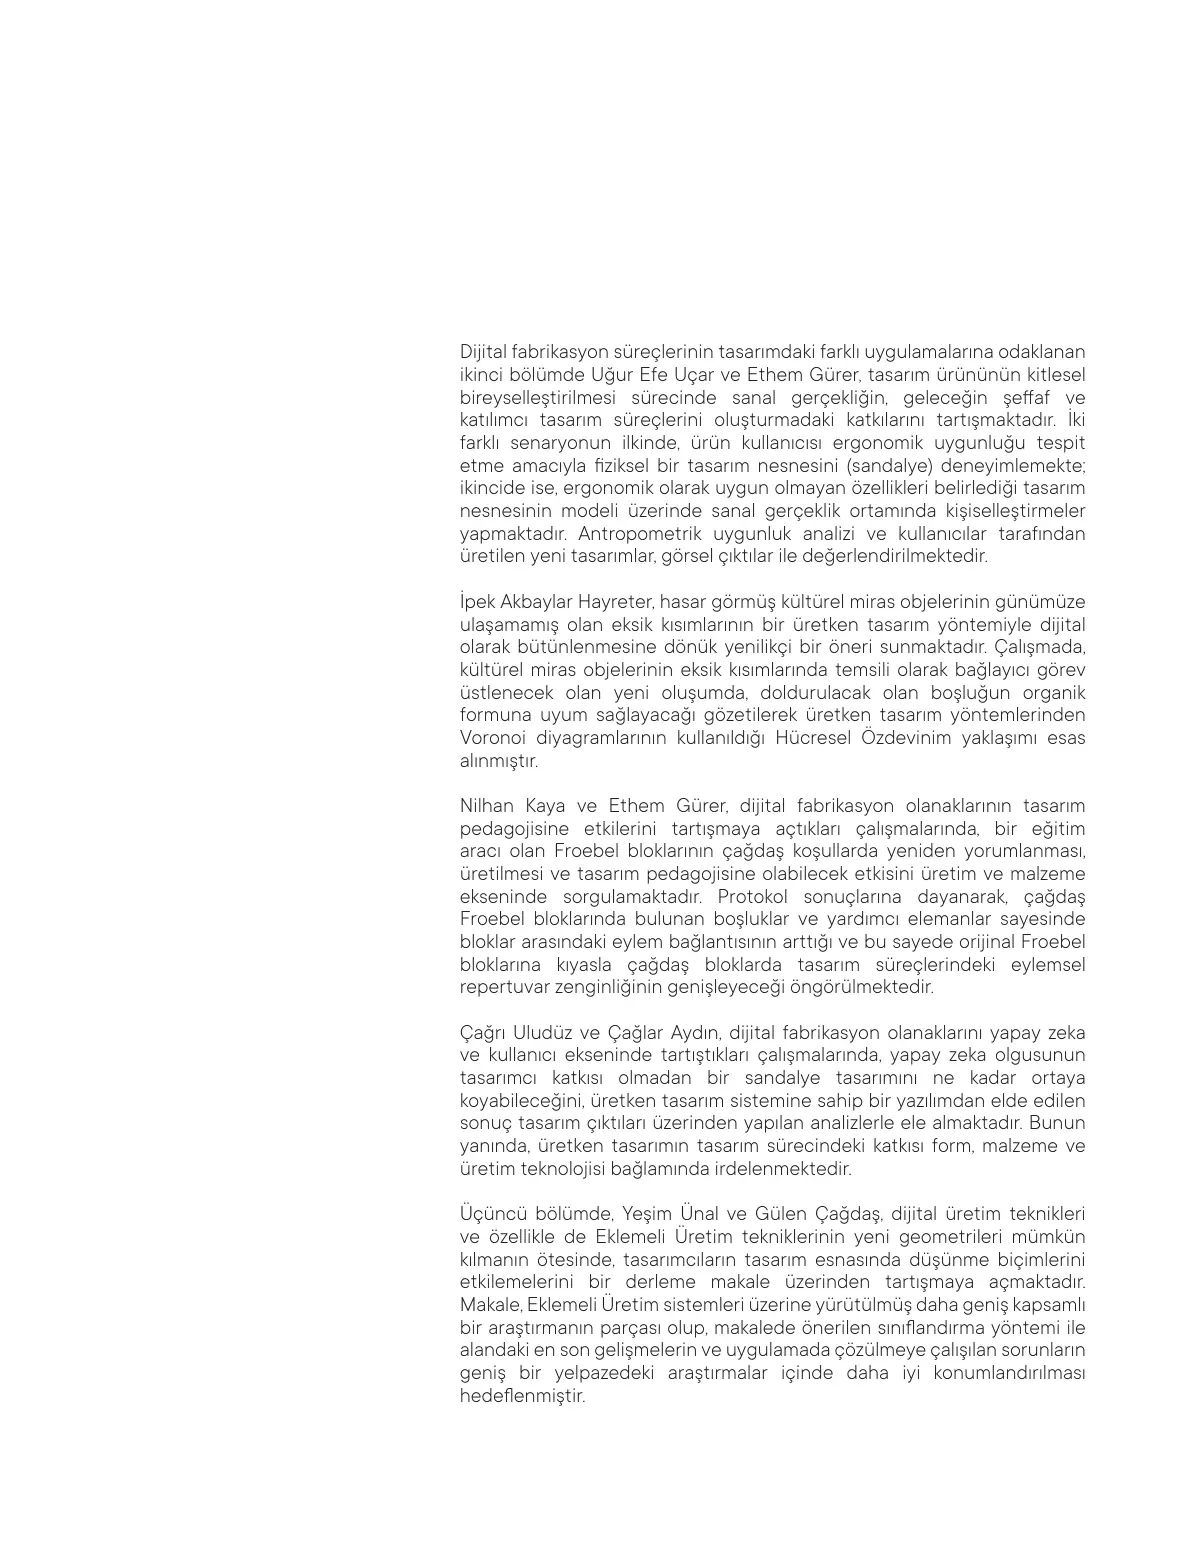 Dijital fabrikasyon süreçlerinin tasarımdaki farklı uygulamalarına odaklanan
ikinci bölümde Uğur Efe Uçar ve Ethem Gürer, tasarım ürününün kitlesel
bireyselleştirilmesi sürecinde sanal gerçekliğin, geleceğin şeffaf ve
katılımcı tasarım süreçlerini oluşturmadaki katkılarını tartışmaktadır. İki
farklı senaryonun ilkinde, ürün kullanıcısı ergonomik uygunluğu tespit
etme amacıyla fiziksel bir tasarım nesnesini (sandalye) deneyimlemekte;
ikincide ise, ergonomik olarak uygun olmayan özellikleri belirlediği tasarım
nesnesinin modeli üzerinde sanal gerçeklik ortamında kişiselleştirmeler
yapmaktadır. Antropometrik uygunluk analizi ve kullanıcılar tarafından
üretilen yeni tasarımlar, görsel çıktılar ile değerlendirilmektedir.

İpek Akbaylar Hayreter, hasar görmüş kültürel miras objelerinin günümüze
ulaşamamış olan eksik kısımlarının bir üretken tasarım yöntemiyle dijital
olarak bütünlenmesine dönük yenilikçi bir öneri sunmaktadır. Çalışmada,
kültürel miras objelerinin eksik kısımlarında temsili olarak bağlayıcı görev
üstlenecek olan yeni oluşumda, doldurulacak olan boşluğun organik
formuna uyum sağlayacağı gözetilerek üretken tasarım yöntemlerinden
Voronoi diyagramlarının kullanıldığı Hücresel Özdevinim yaklaşımı esas
alınmıştır.

Nilhan Kaya ve Ethem Gürer, dijital fabrikasyon olanaklarının tasarım
pedagojisine etkilerini tartışmaya açtıkları çalışmalarında, bir eğitim
aracı olan Froebel bloklarının çağdaş koşullarda yeniden yorumlanması,
üretilmesi ve tasarım pedagojisine olabilecek etkisini üretim ve malzeme
ekseninde sorgulamaktadır. Protokol sonuçlarına dayanarak, çağdaş
Froebel bloklarında bulunan boşluklar ve yardımcı elemanlar sayesinde
bloklar arasındaki eylem bağlantısının arttığı ve bu sayede orijinal Froebel
bloklarına kıyasla çağdaş bloklarda tasarım süreçlerindeki eylemsel
repertuvar zenginliğinin genişleyeceği öngörülmektedir.

Çağrı Uludüz ve Çağlar Aydın, dijital fabrikasyon olanaklarını yapay zeka
ve kullanıcı ekseninde tartıştıkları çalışmalarında, yapay zeka olgusunun
tasarımcı katkısı olmadan bir sandalye tasarımını ne kadar ortaya
koyabileceğini, üretken tasarım sistemine sahip bir yazılımdan elde edilen
sonuç tasarım çıktıları üzerinden yapılan analizlerle ele almaktadır. Bunun
yanında, üretken tasarımın tasarım sürecindeki katkısı form, malzeme ve
üretim teknolojisi bağlamında irdelenmektedir.

Üçüncü bölümde, Yeşim Ünal ve Gülen Çağdaş, dijital üretim teknikleri
ve özellikle de Eklemeli Üretim tekniklerinin yeni geometrileri mümkün
kılmanın ötesinde, tasarımcıların tasarım esnasında düşünme biçimlerini
etkilemelerini bir derleme makale üzerinden tartışmaya açmaktadır.
Makale, Eklemeli Üretim sistemleri üzerine yürütülmüş daha geniş kapsamlı
bir araştırmanın parçası olup, makalede önerilen sınıflandırma yöntemi ile
alandaki en son gelişmelerin ve uygulamada çözülmeye çalışılan sorunların
geniş bir yelpazedeki araştırmalar içinde daha iyi konumlandırılması
hedeflenmiştir.